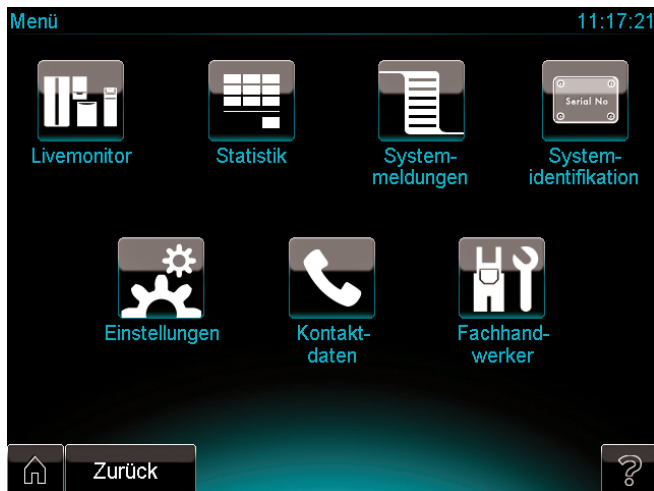 Menü 11:17:21
Serial No
Livemonitor
Statistik
System-
meldungen
System-
identifikation
Einstellungen
Kontakt-
daten
Fachhand-
werker
Zurück
?